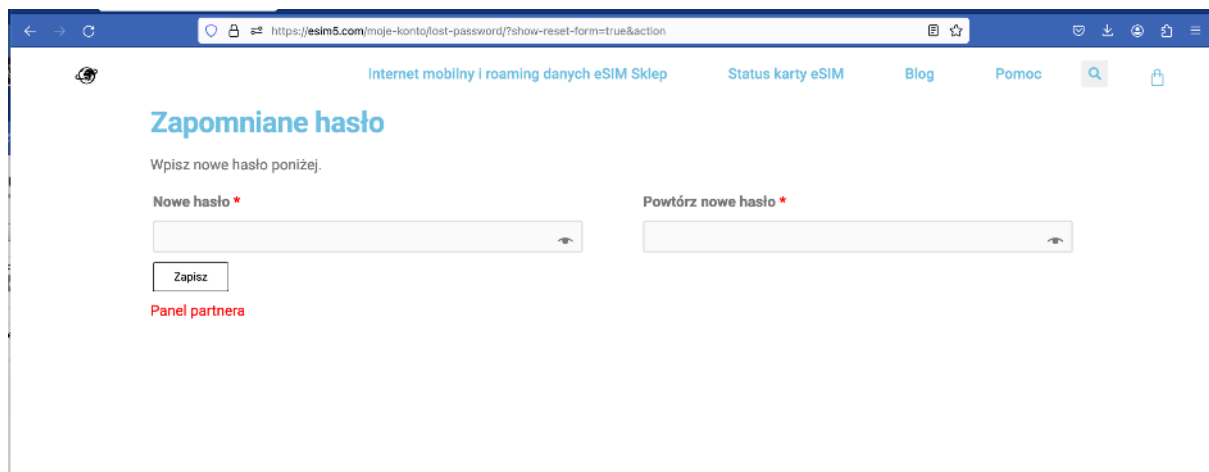 https://esim5.com/moje-konto/lost-password/?show-reset-form=true&action
Internet mobilny i roaming danych eSIM Sklep Status karty eSIM Blog Pomoc
Zapomniane hasło
Wpisz nowe hasło poniżej.
Nowe hasło * Powtórz nowe hasło *
Zapisz
Panel partnera